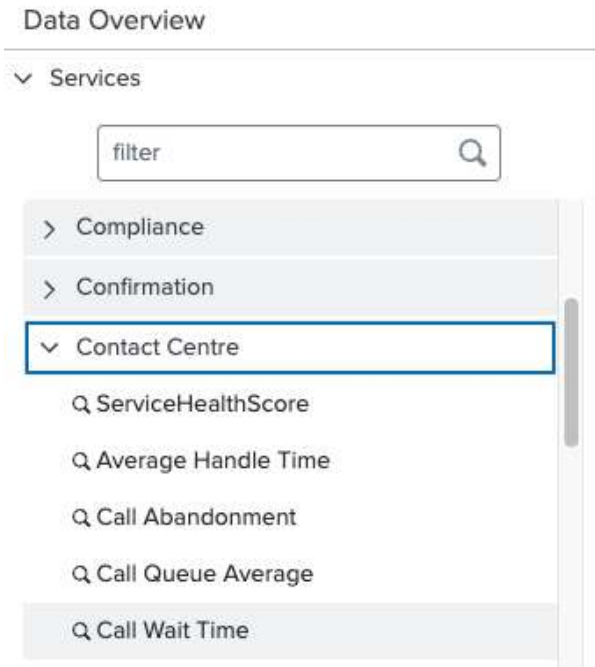 Data Overview
Services
filter
Compliance
Confirmation
Contact Centre
ServiceHealthScore
Average Handle Time
Call Abandonment
Call Queue Average
Call Wait Time